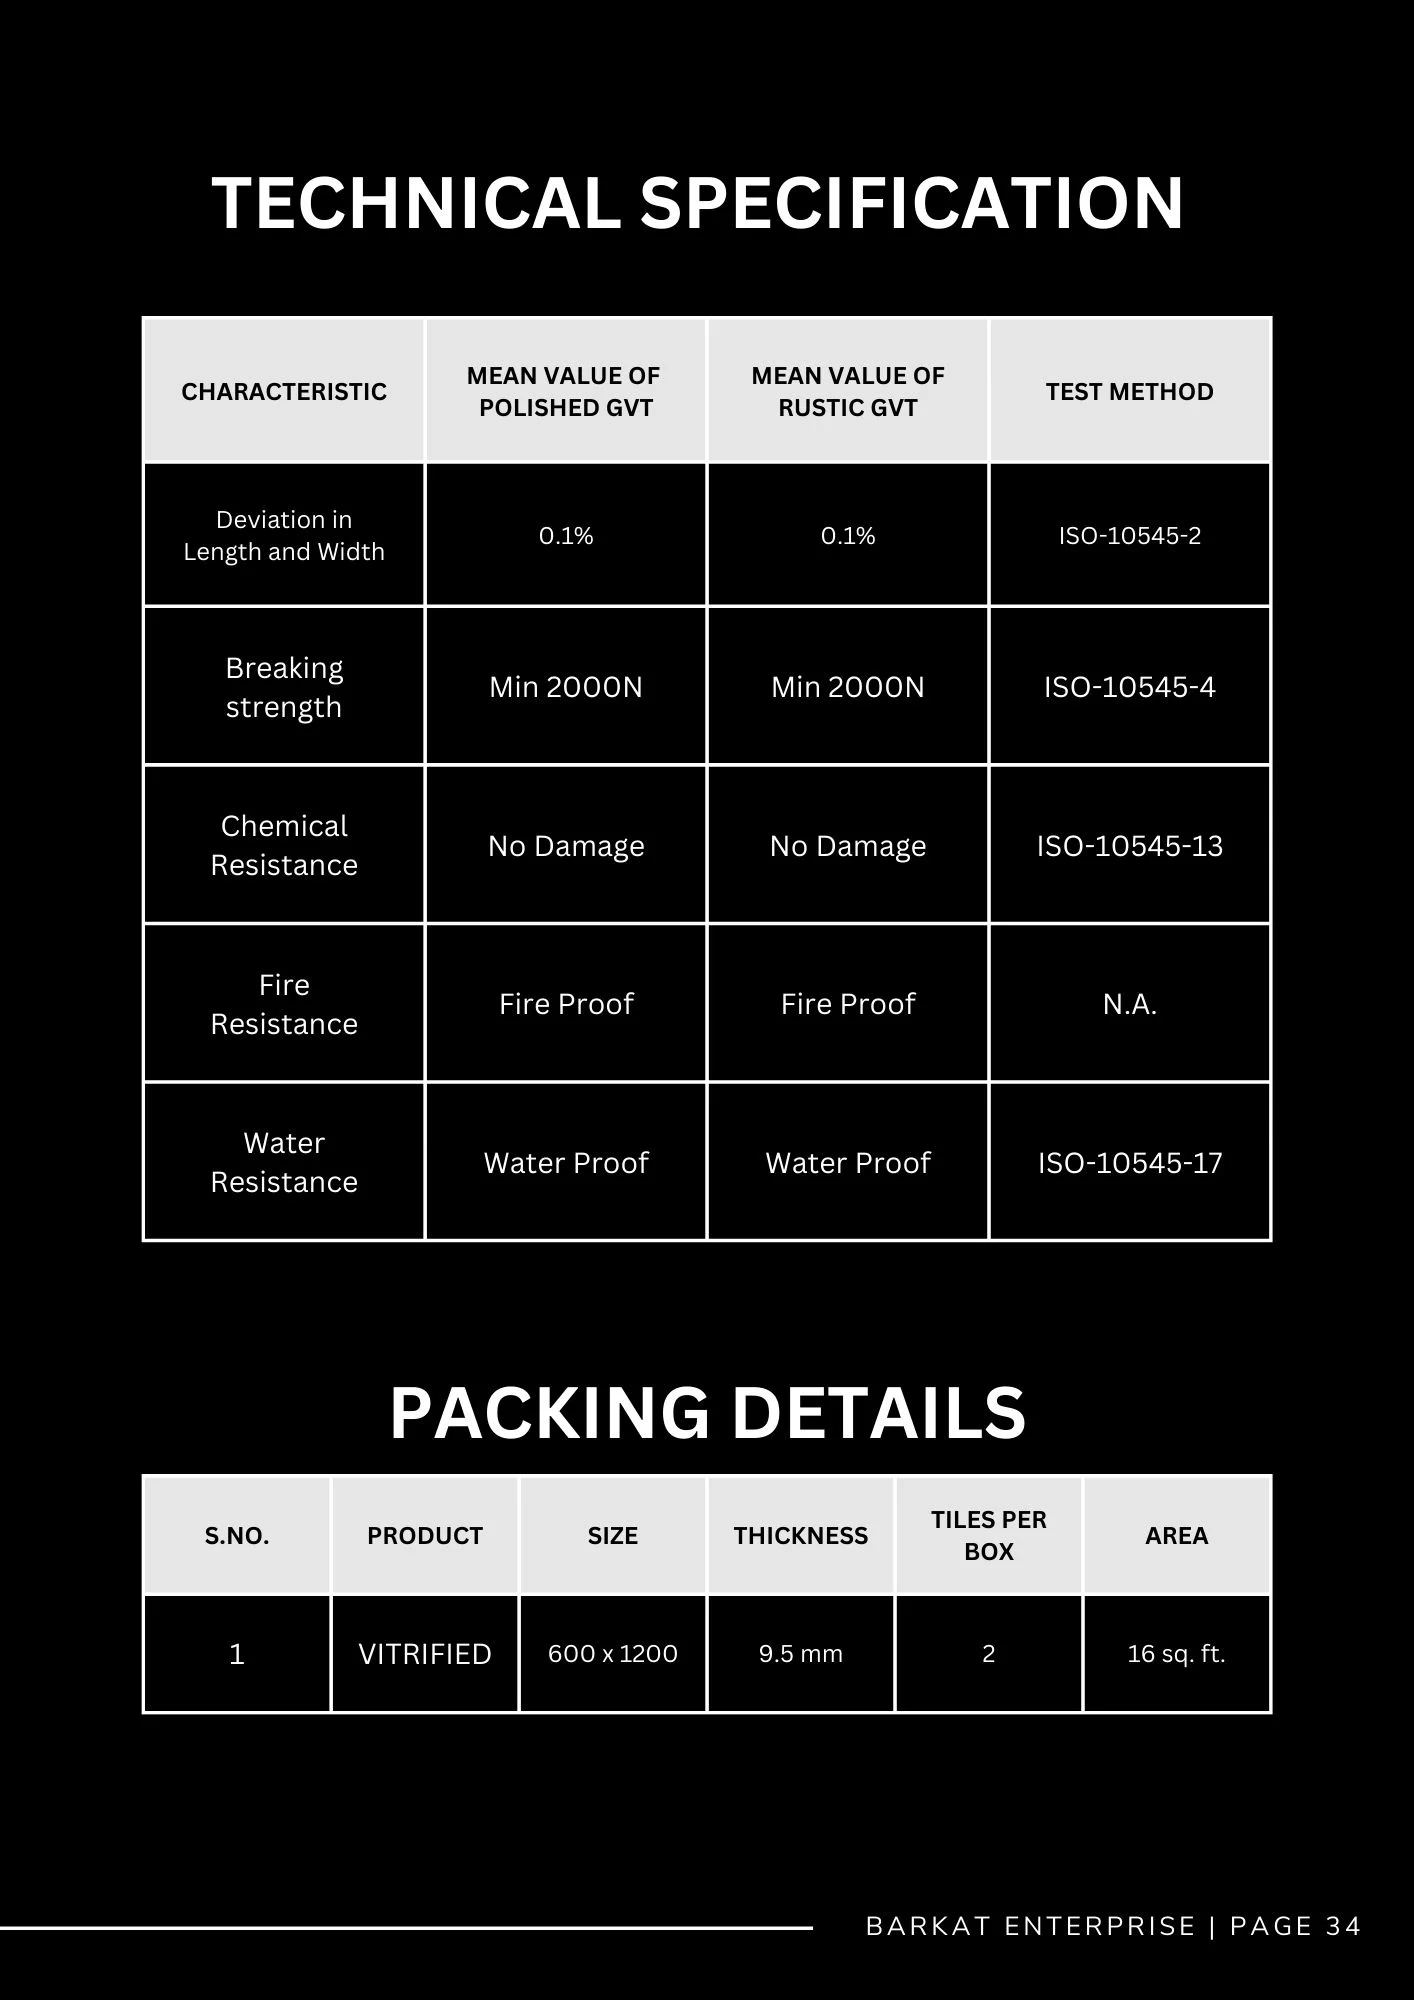 TECHNICAL SPECIFICATION
CHARACTERISTIC
MEAN VALUE OF
POLISHED GVT
MEAN VALUE OF
RUSTIC GVT
TEST METHOD
Deviation in
Length and Width
0.1%
0.1%
ISO-10545-2
Breaking
strength
Min 2000N
Min 2000N
ISO-10545-4
Chemical
Resistance
No Damage
No Damage
ISO-10545-13
Fire
Resistance
Fire Proof
Fire Proof
N.A.
Water
Resistance
Water Proof
Water Proof
ISO-10545-17
PACKING DETAILS
S.NO.
PRODUCT
SIZE
THICKNESS
TILES PER
BOX
AREA
1
VITRIFIED
600 x 1200
9.5 mm
2
16 sq. ft.
BARKAT ENTERPRISE | PAGE 34